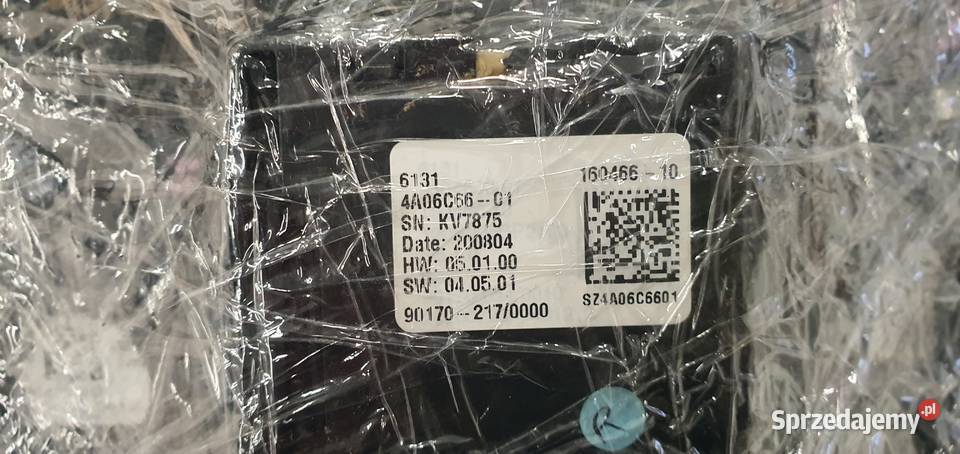 6131
4A06C66-01
SN: KV7875
Date: 200804
HW: 05.01.00
SW: 04.05.01
90170-217/0000
160466-10
SZ4A06C6601
R
Sprzedajemy.pl